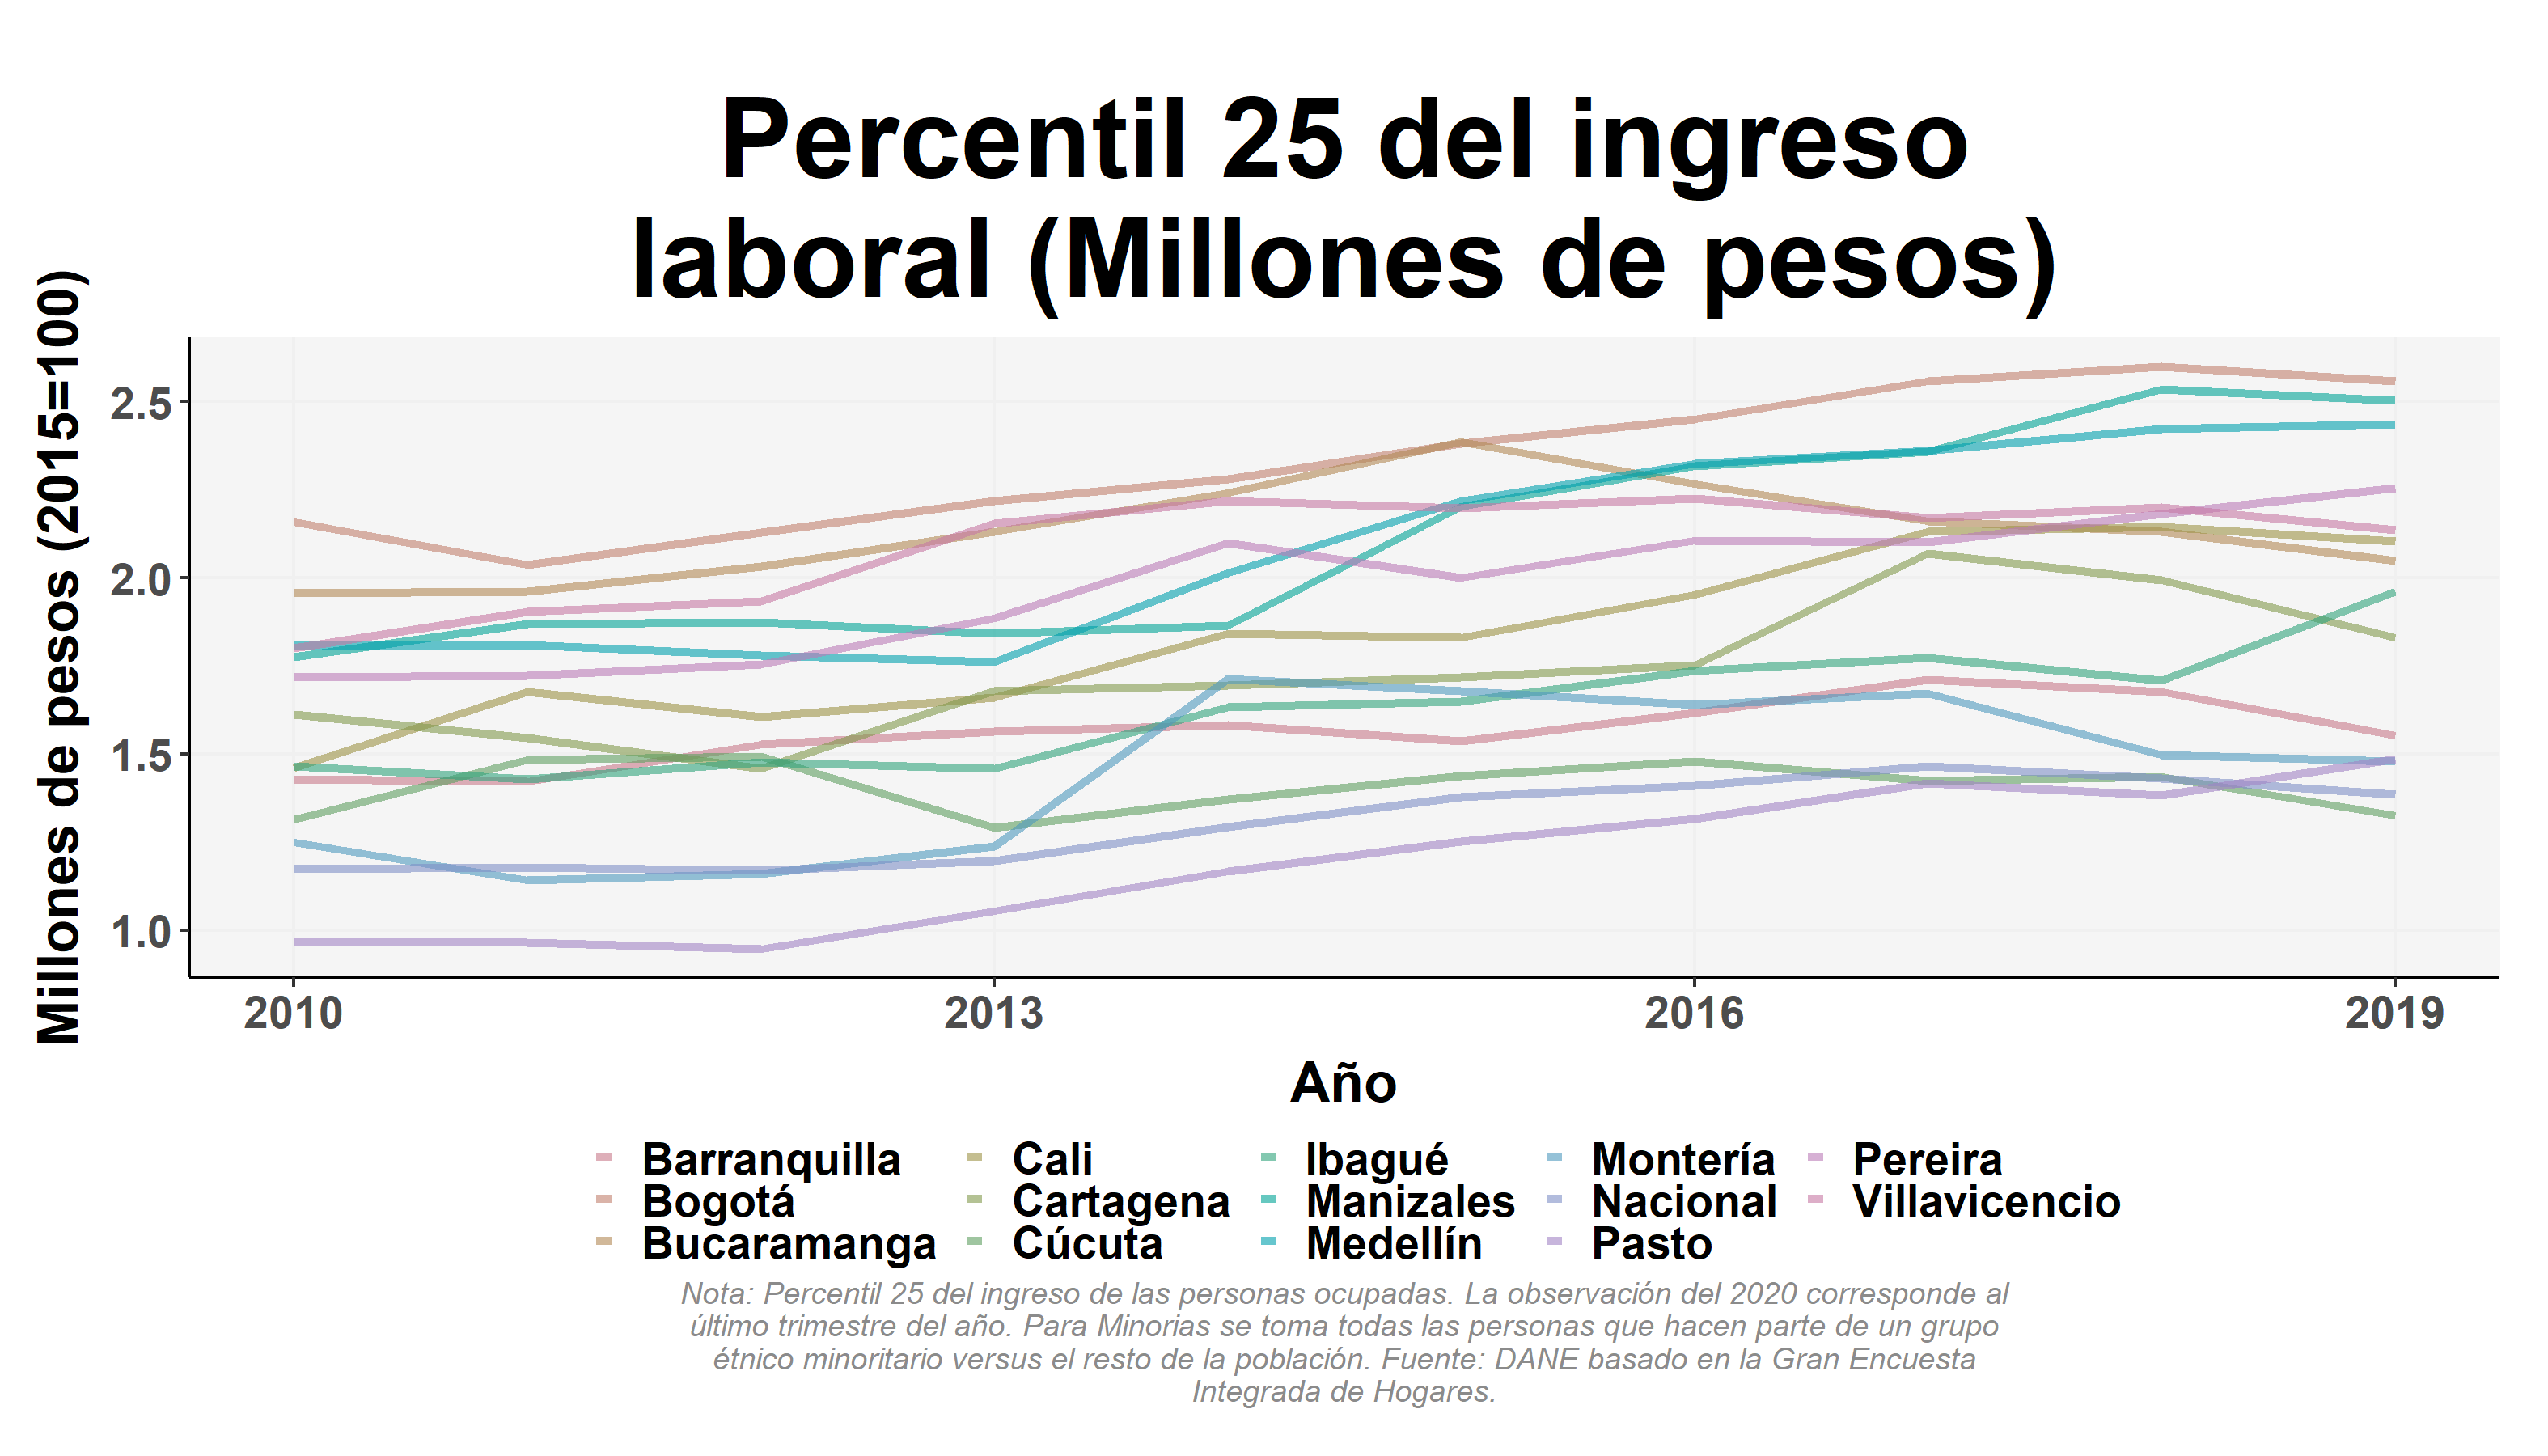 Percentil 25 del ingreso
laboral (Millones de pesos)
Millones de pesos (2015=100)
2.5
2.0
1.5
1.0
2010 2013 2016 2019
Año
Barranquilla Cali Ibagué Montería Pereira
Bogotá Cartagena Manizales Nacional Villavicencio
Bucaramanga Cúcuta Medellín Pasto
Nota: Percentil 25 del ingreso de las personas ocupadas. La observación del 2020 corresponde al
último trimestre del año. Para Minorias se toma todas las personas que hacen parte de un grupo
étnico minoritario versus el resto de la población. Fuente: DANE basado en la Gran Encuesta
Integrada de Hogares.